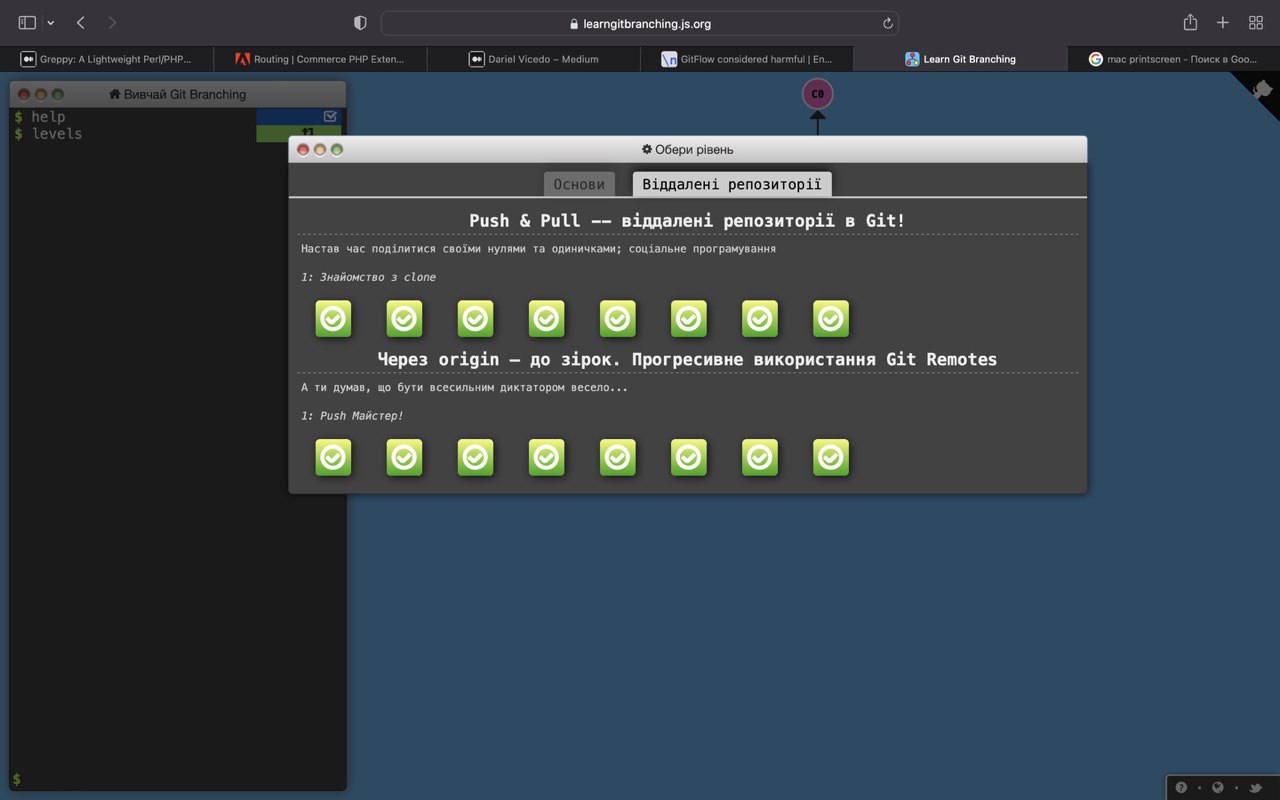 learngitbranching.js.org
Greppy: A Lightweight Perl/PHP...
Routing | Commerce PHP Exten...
Dariel Vicedo – Medium
GitFlow considered harmful | En...
Learn Git Branching
mac printscreen - Поиск в Goo...
Вивчай Git Branching
$ help
$ levels
C0
Обери рівень
Основи
Віддалені репозиторії
Push & Pull –– віддалені репозиторії в Git!
Настав час поділитися своїми нулями та одиничками; соціальне програмування
1: Знайомство з clone
Через origin – до зірок. Прогресивне використання Git Remotes
А ти думав, що бути всесильним диктатором весело...
1: Push Майстер!
$